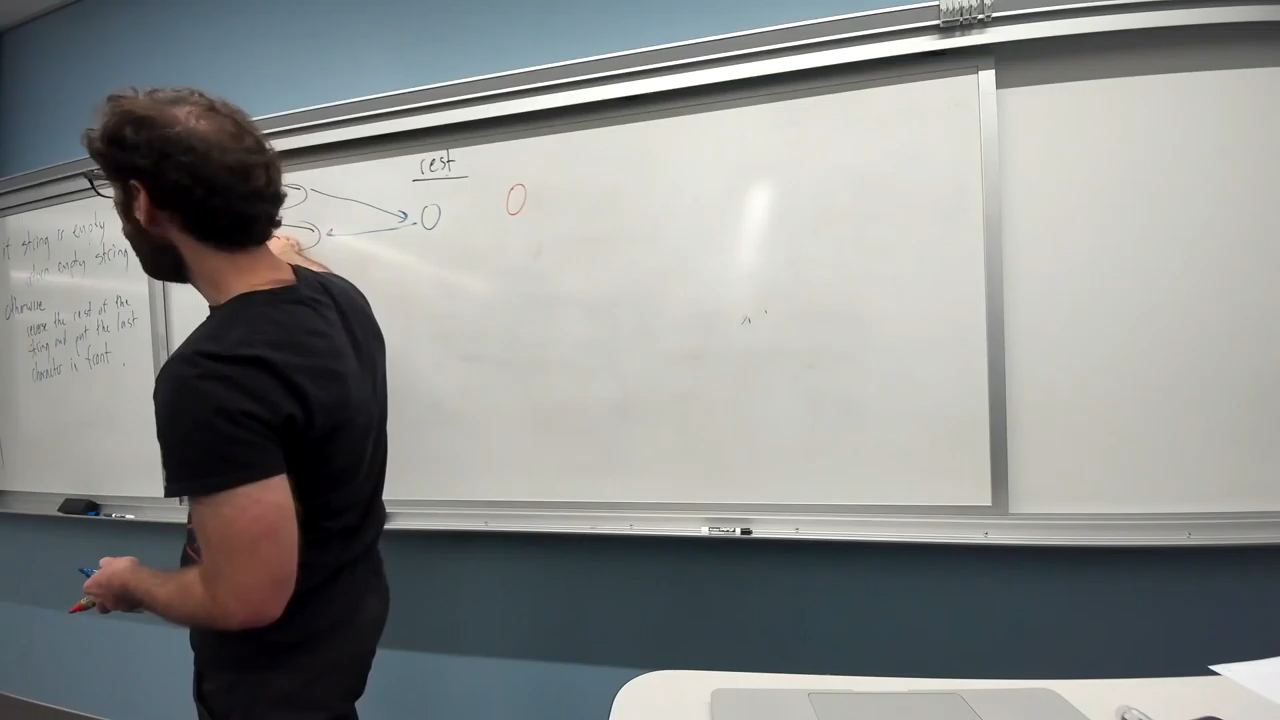 if string is empty
return empty string
otherwise
reverse the rest of the
string and put the last
character in front.
rest